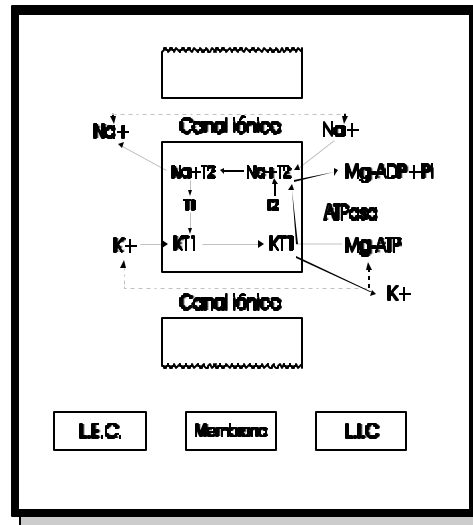 Canal Iónico
Na+ Na+
Na+T2 Na+T2 Mg-ADP+Pi
T1 T2 ATPasa
K+ KT1 KT1 Mg-ATP
K+
Canal Iónico
L.E.C. Membrana L.I.C